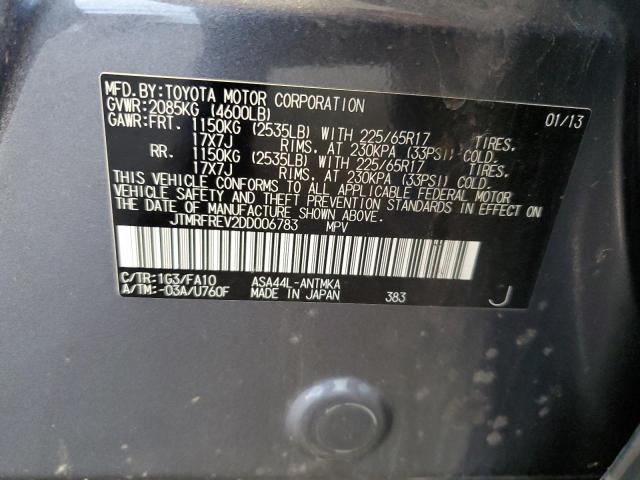 MFD.BY:TOYOTA MOTOR CORPORATION 01/13
GVWR:2085KG (4600LB)
GAWR:FRT. 1150KG (2535LB) WITH 225/65R17 TIRES.
17X7J RIMS. AT 230KPA (33PSI) COLD.
RR. 1150KG (2535LB) WITH 225/65R17 TIRES.
17X7J RIMS. AT 230KPA (33PSI) COLD.
THIS VEHICLE CONFORMS TO ALL APPLICABLE FEDERAL MOTOR
VEHICLE SAFETY AND THEFT PREVENTION STANDARDS IN EFFECT ON
THE DATE OF MANUFACTURE SHOWN ABOVE.
JTMRFREV2DD006783 MPV
C/TR:1G3/FA10 ASA44L-ANTMKA
A/TM:-03A/U760F MADE IN JAPAN 383 J